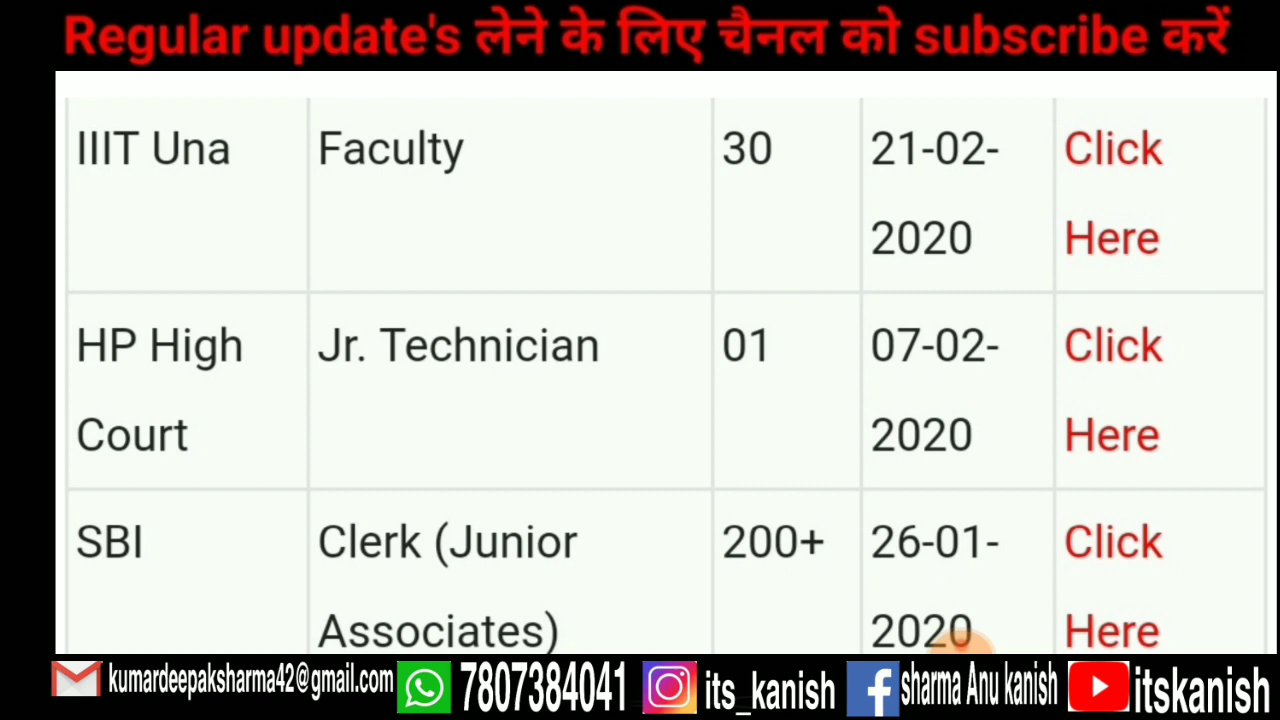 Regular update's लेने के लिए चैनल को subscribe करें
IIIT Una Faculty 30 21-02- Click
2020 Here
HP High Jr. Technician 01 07-02- Click
Court 2020 Here
SBI Clerk (Junior 200+ 26-01- Click
Associates) 2020 Here
kumardeepaksharma42@gmail.com 7807384041 its_kanish sharma Anu kanish itskanish